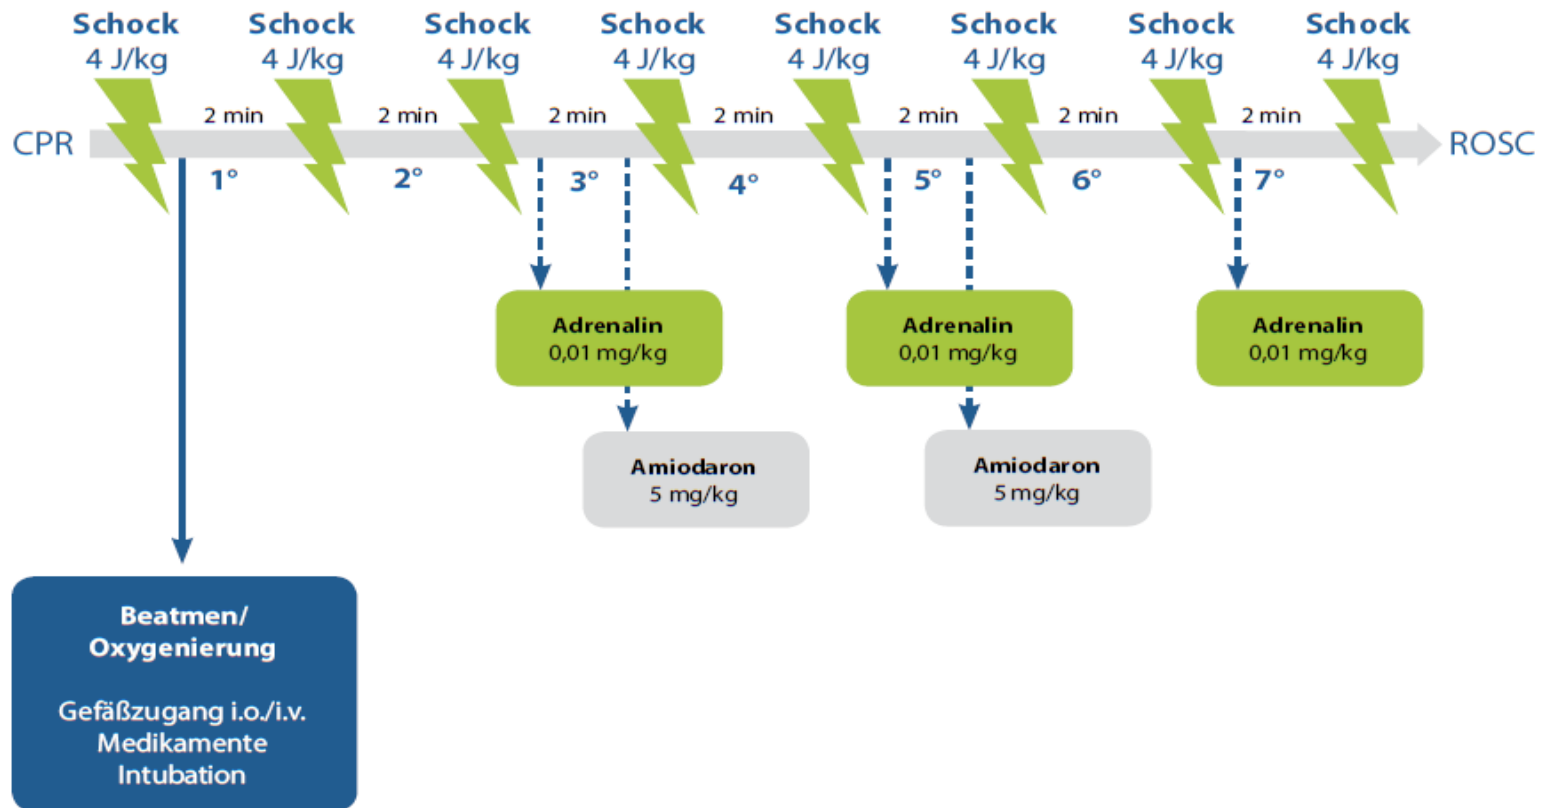 Schock Schock Schock Schock Schock Schock Schock Schock
4 J/kg 4 J/kg 4 J/kg 4 J/kg 4 J/kg 4 J/kg 4 J/kg 4 J/kg
2 min 2 min 2 min 2 min 2 min 2 min 2 min
CPR ROSC
1° 2° 3° 4° 5° 6° 7°
Adrenalin Adrenalin Adrenalin
0,01 mg/kg 0,01 mg/kg 0,01 mg/kg
Amiodaron Amiodaron
5 mg/kg 5 mg/kg
Beatmen/
Oxygenierung
Gefäßzugang i.o./i.v.
Medikamente
Intubation